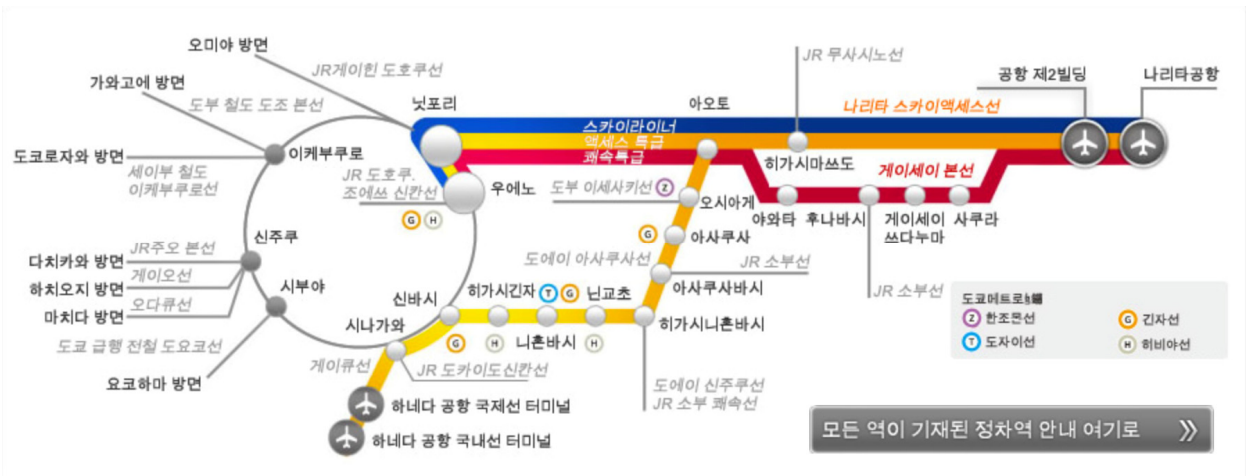 오미야 방면
JR게이힌 도호쿠선
가와고에 방면
도부 철도 도조 본선
닛포리
아오토
JR 무사시노선
공항 제2빌딩
나리타공항
나리타 스카이액세스선
스카이라이너
액세스 특급
쾌속특급
도코로자와 방면
이케부쿠로
세이부 철도
이케부쿠로선
JR 도호쿠.
조에쓰 신칸선
우에노
G H
도부 이세사키선 Z
히가시마쓰도
게이세이 본선
오시아게
야와타
후나바시
게이세이
쓰다누마
사쿠라
신주쿠
G
아사쿠사
JR주오 본선
다치카와 방면
게이오선
하치오지 방면
오다큐선
마치다 방면
도에이 아사쿠사선
JR 소부선
아사쿠사바시
JR 소부선
시부야
신바시
히가시긴자 T G
닌교초
시나가와
히가시니혼바시
G H
니혼바시 H
도쿄 급행 전철 도요코선
요코하마 방면
게이큐선
JR 도카이도신칸선
도에이 신주쿠선
JR 소부 쾌속선
하네다 공항 국제선 터미널
하네다 공항 국내선 터미널
도쿄메트로
Z 한조몬선
G 긴자선
T 도자이선
H 히비야선
모든 역이 기재된 정차역 안내 여기로